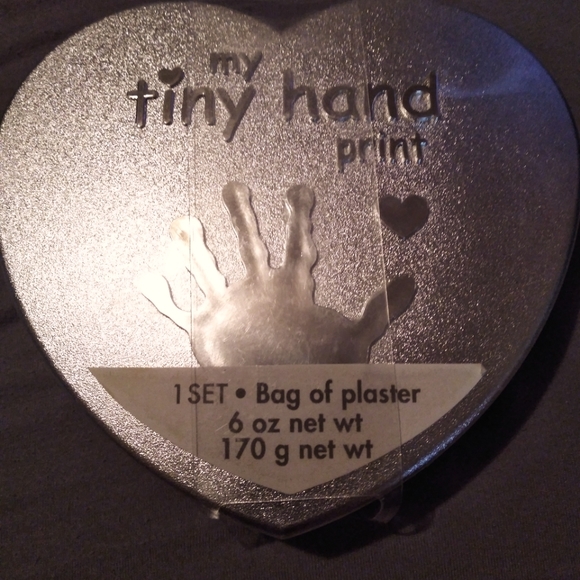 my
tiny hand
print
1 SET • Bag of plaster
6 oz net wt
170 g net wt